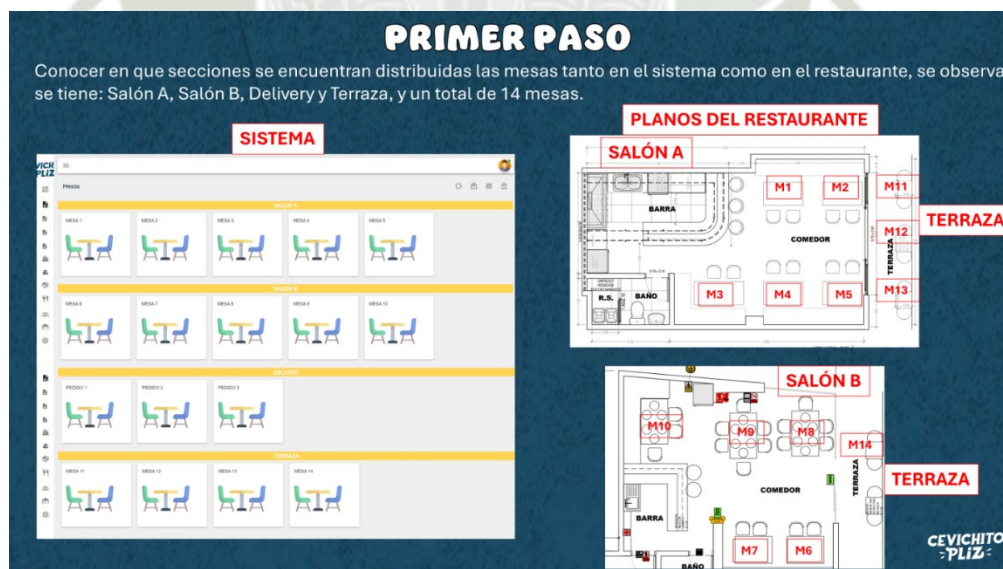 PRIMER PASO
Conocer en que secciones se encuentran distribuidas las mesas tanto en el sistema como en el restaurante, se observa
se tiene: Salón A, Salón B, Delivery y Terraza, y un total de 14 mesas.
SISTEMA
VICH
PLIZ
Mesas
SALÓN A
MESA 1
MESA 2
MESA 3
MESA 4
MESA 5
SALÓN B
MESA 6
MESA 7
MESA 8
MESA 9
MESA 10
DELIVERY
PEDIDO 1
PEDIDO 2
PEDIDO 3
TERRAZA
MESA 11
MESA 12
MESA 13
MESA 14
PLANOS DEL RESTAURANTE
SALÓN A
M1
M2
M11
BARRA
M12
TERRAZA
COMEDOR
TERRAZA
M3
M4
M5
M13
R.S.
BAÑO
SALÓN B
M10
M9
M8
M14
TERRAZA
COMEDOR
TERRAZA
BARRA
M7
M6
BAÑO
CEVICHITO
PLIZ